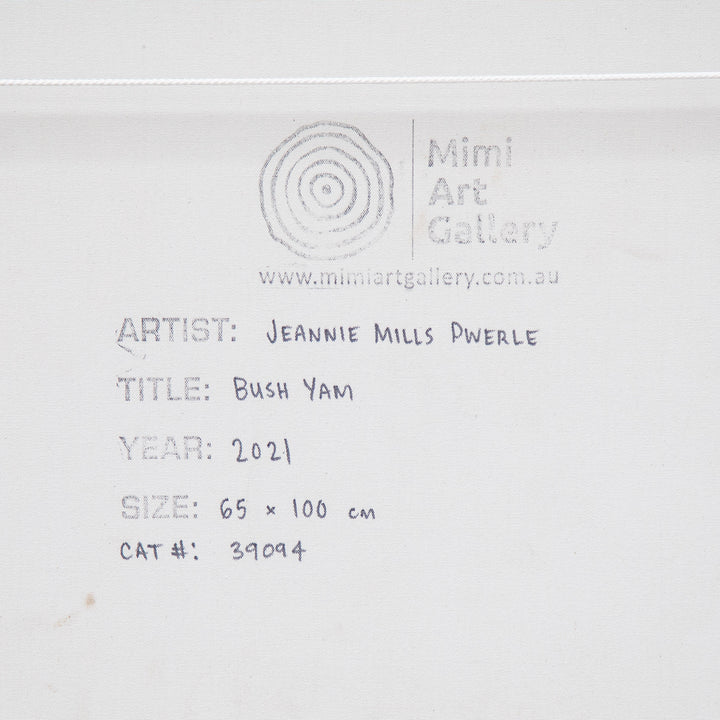 Mimi
Art
Gallery
www.mimiartgallery.com.au
ARTIST: JEANNIE MILLS PWERLE
TITLE: BUSH YAM
YEAR: 2021
SIZE: 65 × 100 cm
CAT #: 39094